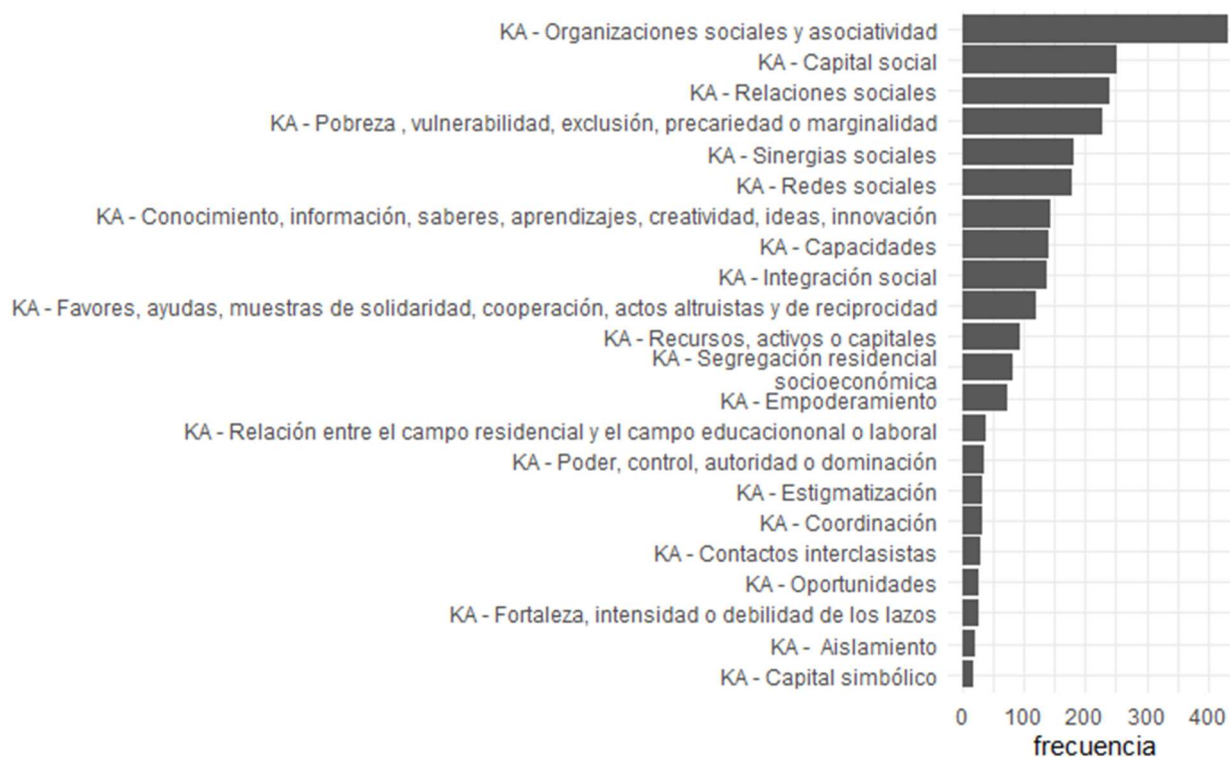 KA - Organizaciones sociales y asociatividad
KA - Capital social
KA - Relaciones sociales
KA - Pobreza , vulnerabilidad, exclusión, precariedad o marginalidad
KA - Sinergias sociales
KA - Redes sociales
KA - Conocimiento, información, saberes, aprendizajes, creatividad, ideas, innovación
KA - Capacidades
KA - Integración social
KA - Favores, ayudas, muestras de solidaridad, cooperación, actos altruistas y de reciprocidad
KA - Recursos, activos o capitales
KA - Segregación residencial
socioeconómica
KA - Empoderamiento
KA - Relación entre el campo residencial y el campo educaciononal o laboral
KA - Poder, control, autoridad o dominación
KA - Estigmatización
KA - Coordinación
KA - Contactos interclasistas
KA - Oportunidades
KA - Fortaleza, intensidad o debilidad de los lazos
KA -  Aislamiento
KA - Capital simbólico
0 100 200 300 400
frecuencia